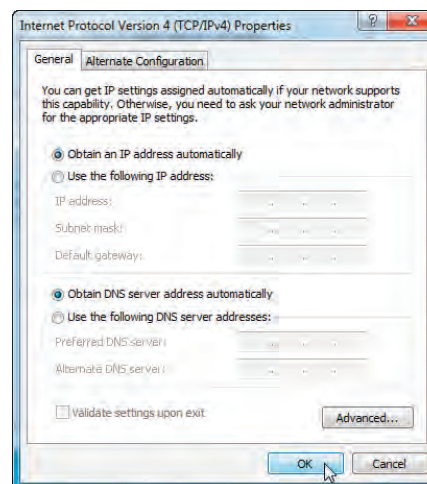 Internet Protocol Version 4 (TCP/IPv4) Properties
General
Alternate Configuration
You can get IP settings assigned automatically if your network supports
this capability. Otherwise, you need to ask your network administrator
for the appropriate IP settings.
Obtain an IP address automatically
Use the following IP address:
IP address:
Subnet mask:
Default gateway:
Obtain DNS server address automatically
Use the following DNS server addresses:
Preferred DNS server:
Alternate DNS server:
Validate settings upon exit
Advanced...
OK
Cancel